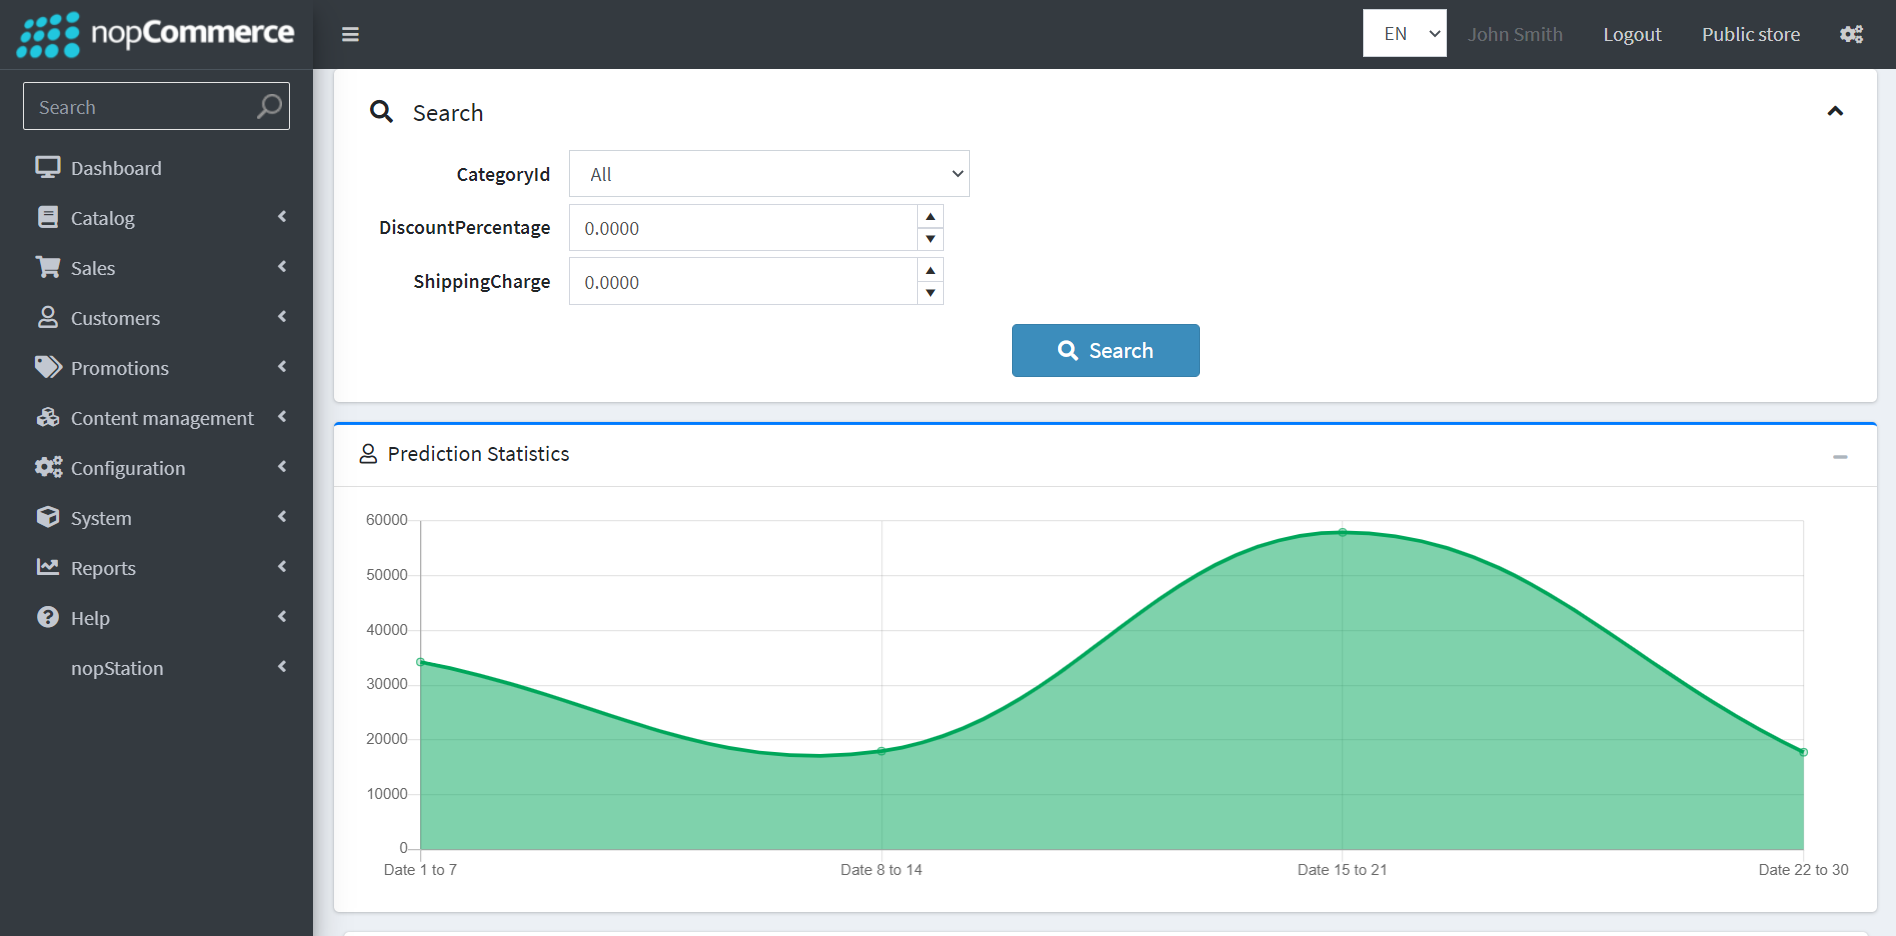 nopCommerce
EN
John Smith
Logout
Public store
Search
Dashboard
Catalog
Sales
Customers
Promotions
Content management
Configuration
System
Reports
Help
nopStation
Search
CategoryId
All
DiscountPercentage
0.0000
ShippingCharge
0.0000
Search
Prediction Statistics
60000
50000
40000
30000
20000
10000
0
Date 1 to 7
Date 8 to 14
Date 15 to 21
Date 22 to 30